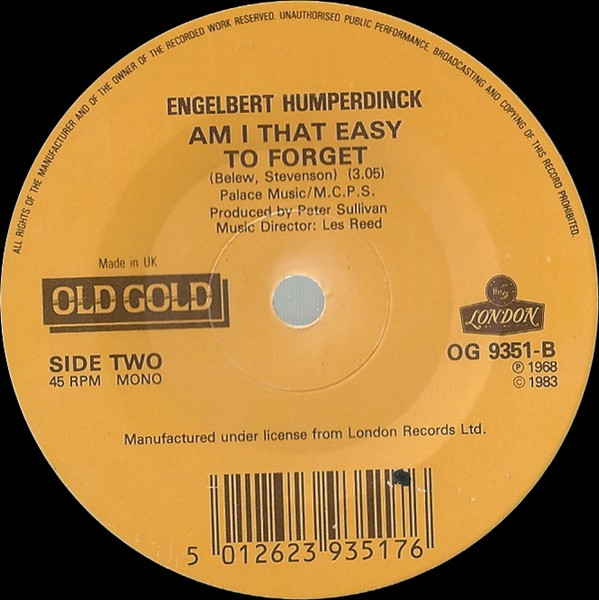 ALL RIGHTS OF THE MANUFACTURER AND OF THE OWNER OF THE RECORDED WORK RESERVED. UNAUTHORISED PUBLIC PERFORMANCE, BROADCASTING AND COPYING OF THIS RECORD PROHIBITED.
ENGELBERT HUMPERDINCK
AM I THAT EASY
TO FORGET
(Belew, Stevenson) (3.05)
Palace Music/M.C.P.S.
Produced by Peter Sullivan
Music Director: Les Reed
Made in UK
OLD GOLD
LONDON
SIDE TWO
45 RPM MONO
OG 9351-B
℗ 1968
© 1983
Manufactured under license from London Records Ltd.
5 012623 935176